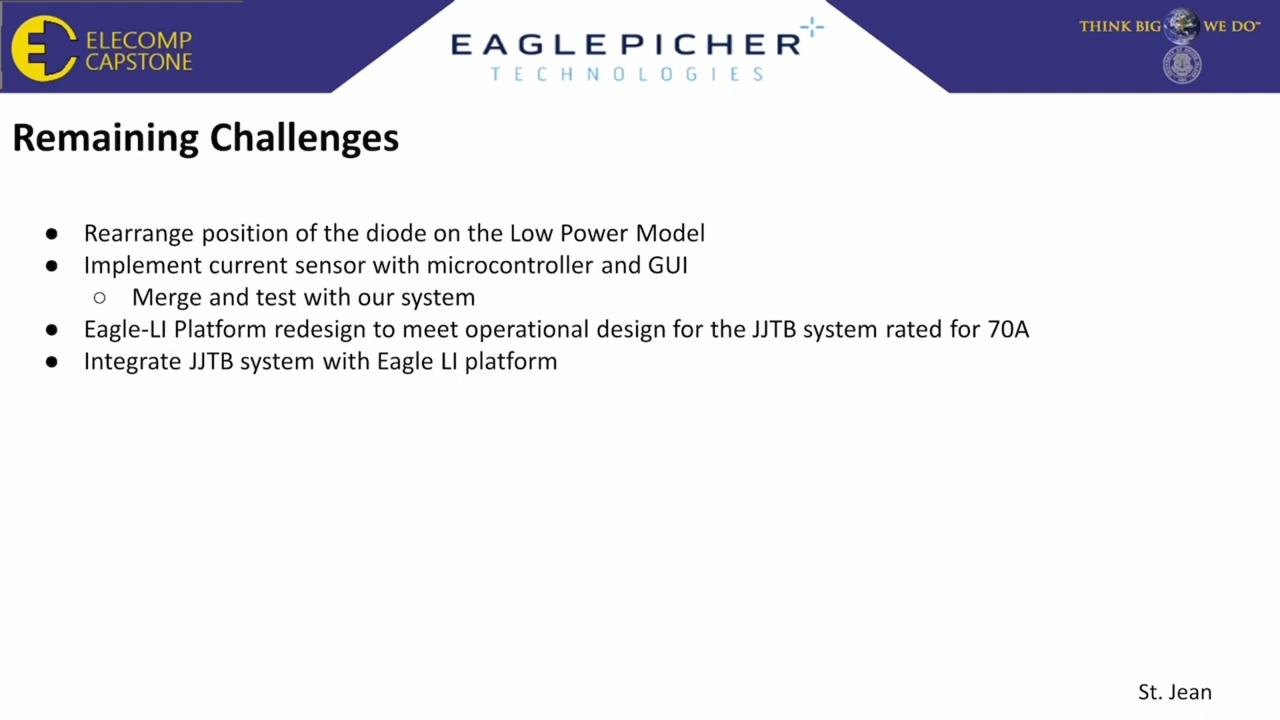 ELECOMP
CAPSTONE
EAGLEPICHER
TECHNOLOGIES
THINK BIG WE DO℠
Remaining Challenges
● Rearrange position of the diode on the Low Power Model
● Implement current sensor with microcontroller and GUI
○ Merge and test with our system
● Eagle-LI Platform redesign to meet operational design for the JJTB system rated for 70A
● Integrate JJTB system with Eagle LI platform
St. Jean